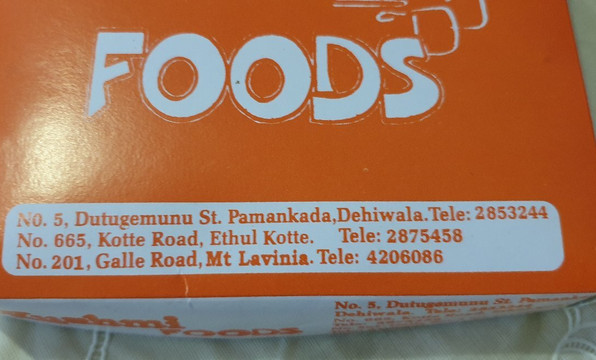 FOODS
NO. 5, Dutugemunu St. Pamankada,Dehiwala.Tele: 2853244
No. 665, Kotte Road, Ethul Kotte. Tele: 2875458
No. 201, Galle Road, Mt Lavinia. Tele: 4206086
FOODS
No. 5, Dutugemunu St.
Dehiwala. Tele: